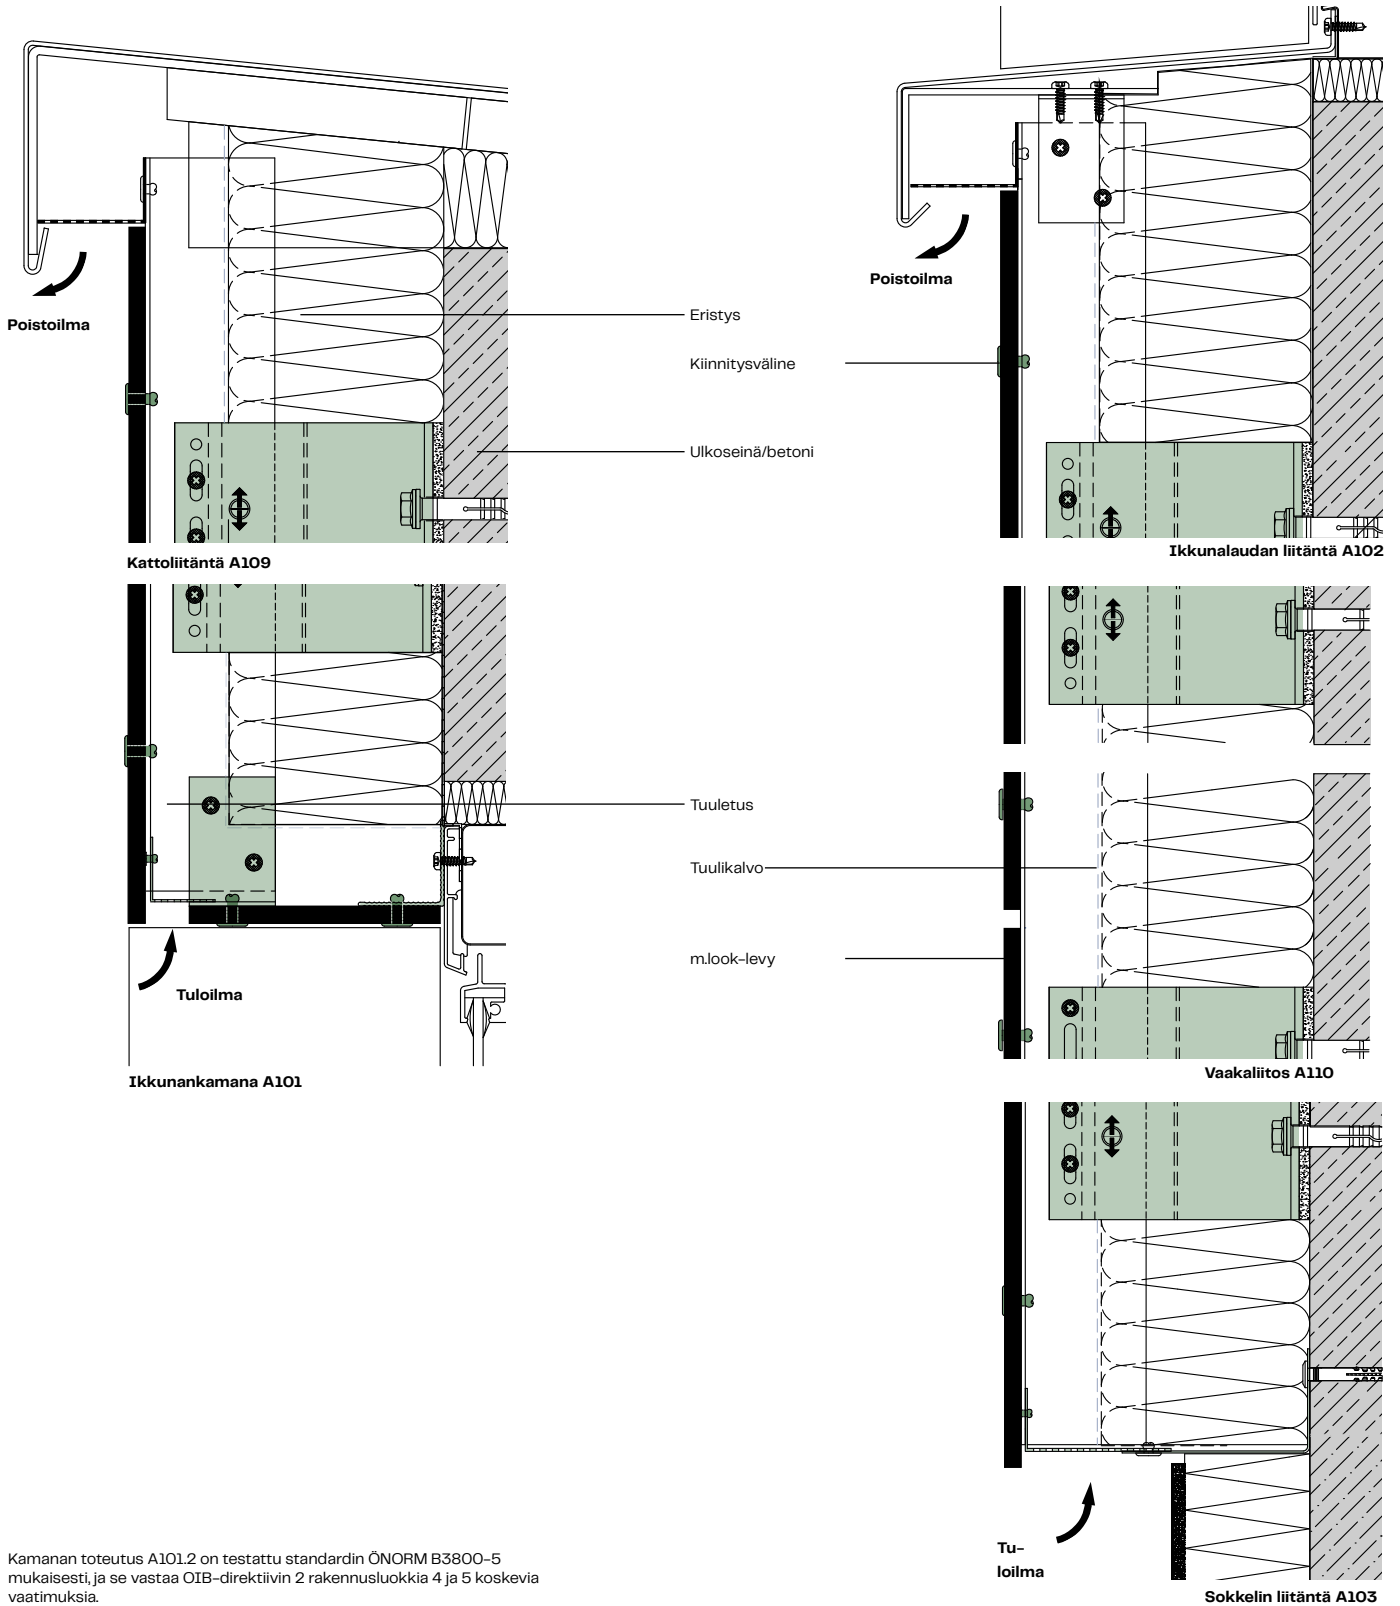 Poistoilma
Poistoilma
Eristys
Kiinnitysväline
Ulkoseinä/betoni
Kattoliitäntä A109
Ikkunalaudan liitäntä A102
Tuuletus
Tuulikalvo
m.look-levy
Tuloilma
Ikkunankamana A101
Vaakaliitos A110
Tu-
loilma
Sokkelin liitäntä A103
Kamanan toteutus A101.2 on testattu standardin ÖNORM B3800-5
mukaisesti, ja se vastaa OIB-direktiivin 2 rakennusluokkia 4 ja 5 koskevia
vaatimuksia.